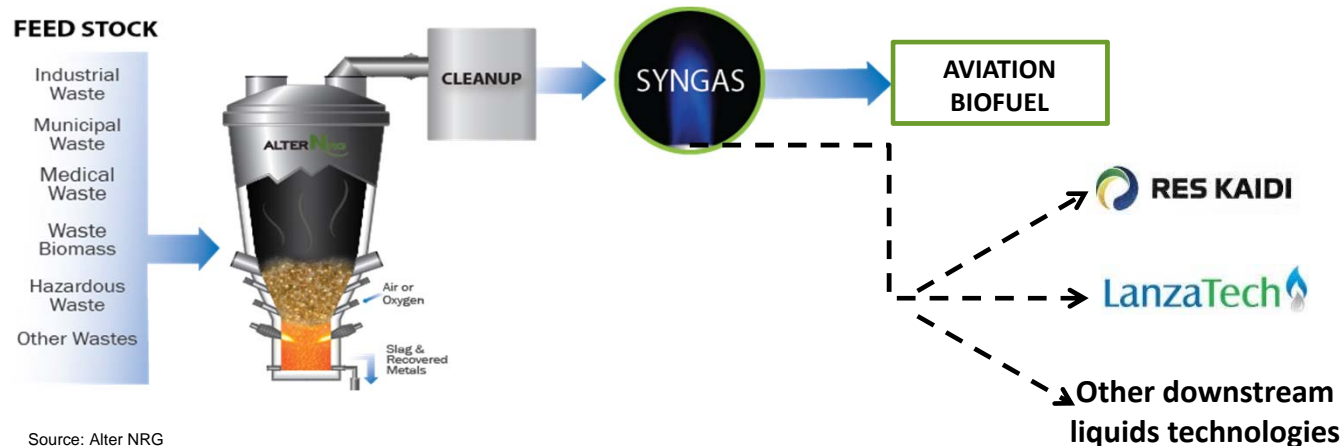 FEED STOCK
Industrial
Waste
Municipal
Waste
Medical
Waste
Waste
Biomass
Hazardous
Waste
Other Wastes
ALTER NRG
Air or
Oxygen
Slag &
Recovered
Metals
CLEANUP
SYNGAS
AVIATION
BIOFUEL
RES KAIDI
LanzaTech
Other downstream
liquids technologies
Source: Alter NRG